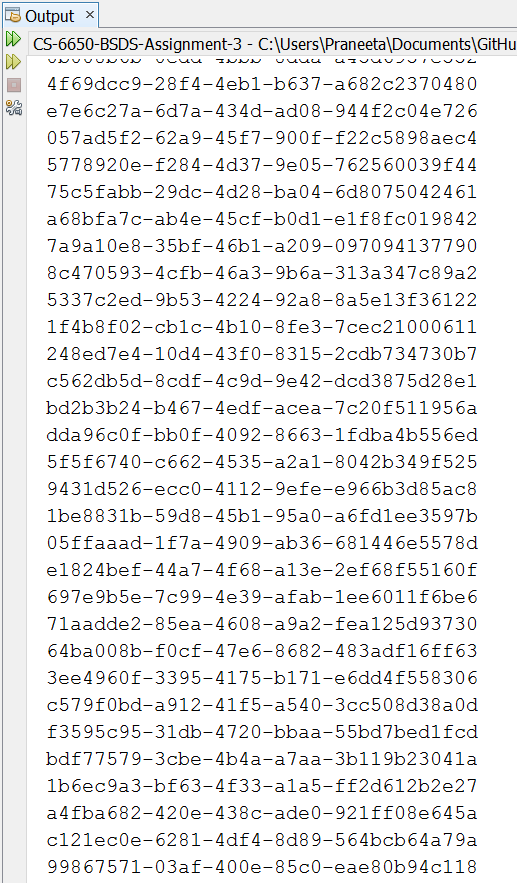 Output ×
CS-6650-BSDS-Assignment-3 - C:\Users\Praneeta\Documents\GitHu
4f69dcc9-28f4-4eb1-b637-a682c2370480
e7e6c27a-6d7a-434d-ad08-944f2c04e726
057ad5f2-62a9-45f7-900f-f22c5898aec4
5778920e-f284-4d37-9e05-762560039f44
75c5fabb-29dc-4d28-ba04-6d8075042461
a68bfa7c-ab4e-45cf-b0d1-e1f8fc019842
7a9a10e8-35bf-46b1-a209-097094137790
8c470593-4cfb-46a3-9b6a-313a347c89a2
5337c2ed-9b53-4224-92a8-8a5e13f36122
1f4b8f02-cb1c-4b10-8fe3-7cec21000611
248ed7e4-10d4-43f0-8315-2cdb734730b7
c562db5d-8cdf-4c9d-9e42-dcd3875d28e1
bd2b3b24-b467-4edf-acea-7c20f511956a
dda96c0f-bb0f-4092-8663-1fdba4b556ed
5f5f6740-c662-4535-a2a1-8042b349f525
9431d526-ecc0-4112-9efe-e966b3d85ac8
1be8831b-59d8-45b1-95a0-a6fd1ee3597b
05ffaaad-1f7a-4909-ab36-681446e5578d
e1824bef-44a7-4f68-a13e-2ef68f55160f
697e9b5e-7c99-4e39-afab-1ee6011f6be6
71aadde2-85ea-4608-a9a2-fea125d93730
64ba008b-f0cf-47e6-8682-483adf16ff63
3ee4960f-3395-4175-b171-e6dd4f558306
c579f0bd-a912-41f5-a540-3cc508d38a0d
f3595c95-31db-4720-bbaa-55bd7bed1fcd
bdf77579-3cbe-4b4a-a7aa-3b119b23041a
1b6ec9a3-bf63-4f33-a1a5-ff2d612b2e27
a4fba682-420e-438c-ade0-921ff08e645a
c121ec0e-6281-4df4-8d89-564bcb64a79a
99867571-03af-400e-85c0-eae80b94c118